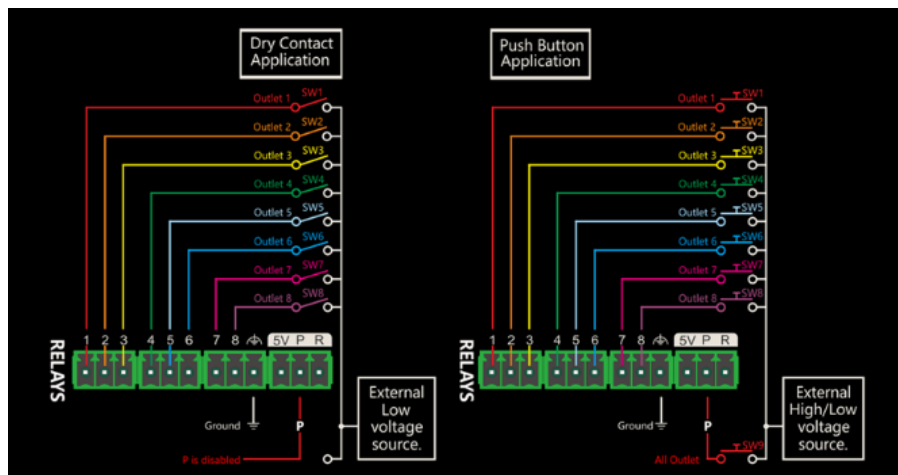 Dry Contact
Application
Outlet 1 SW1
Outlet 2 SW2
Outlet 3 SW3
Outlet 4 SW4
Outlet 5 SW5
Outlet 6 SW6
Outlet 7 SW7
Outlet 8 SW8
1 2 3 4 5 6 7 8 5V P R
RELAYS
Ground
P
P is disabled
External
Low
voltage
source.
Push Button
Application
Outlet 1 SW1
Outlet 2 SW2
Outlet 3 SW3
Outlet 4 SW4
Outlet 5 SW5
Outlet 6 SW6
Outlet 7 SW7
Outlet 8 SW8
1 2 3 4 5 6 7 8 5V P R
RELAYS
Ground
P
All Outlet SW9
External
High/Low
voltage
source.